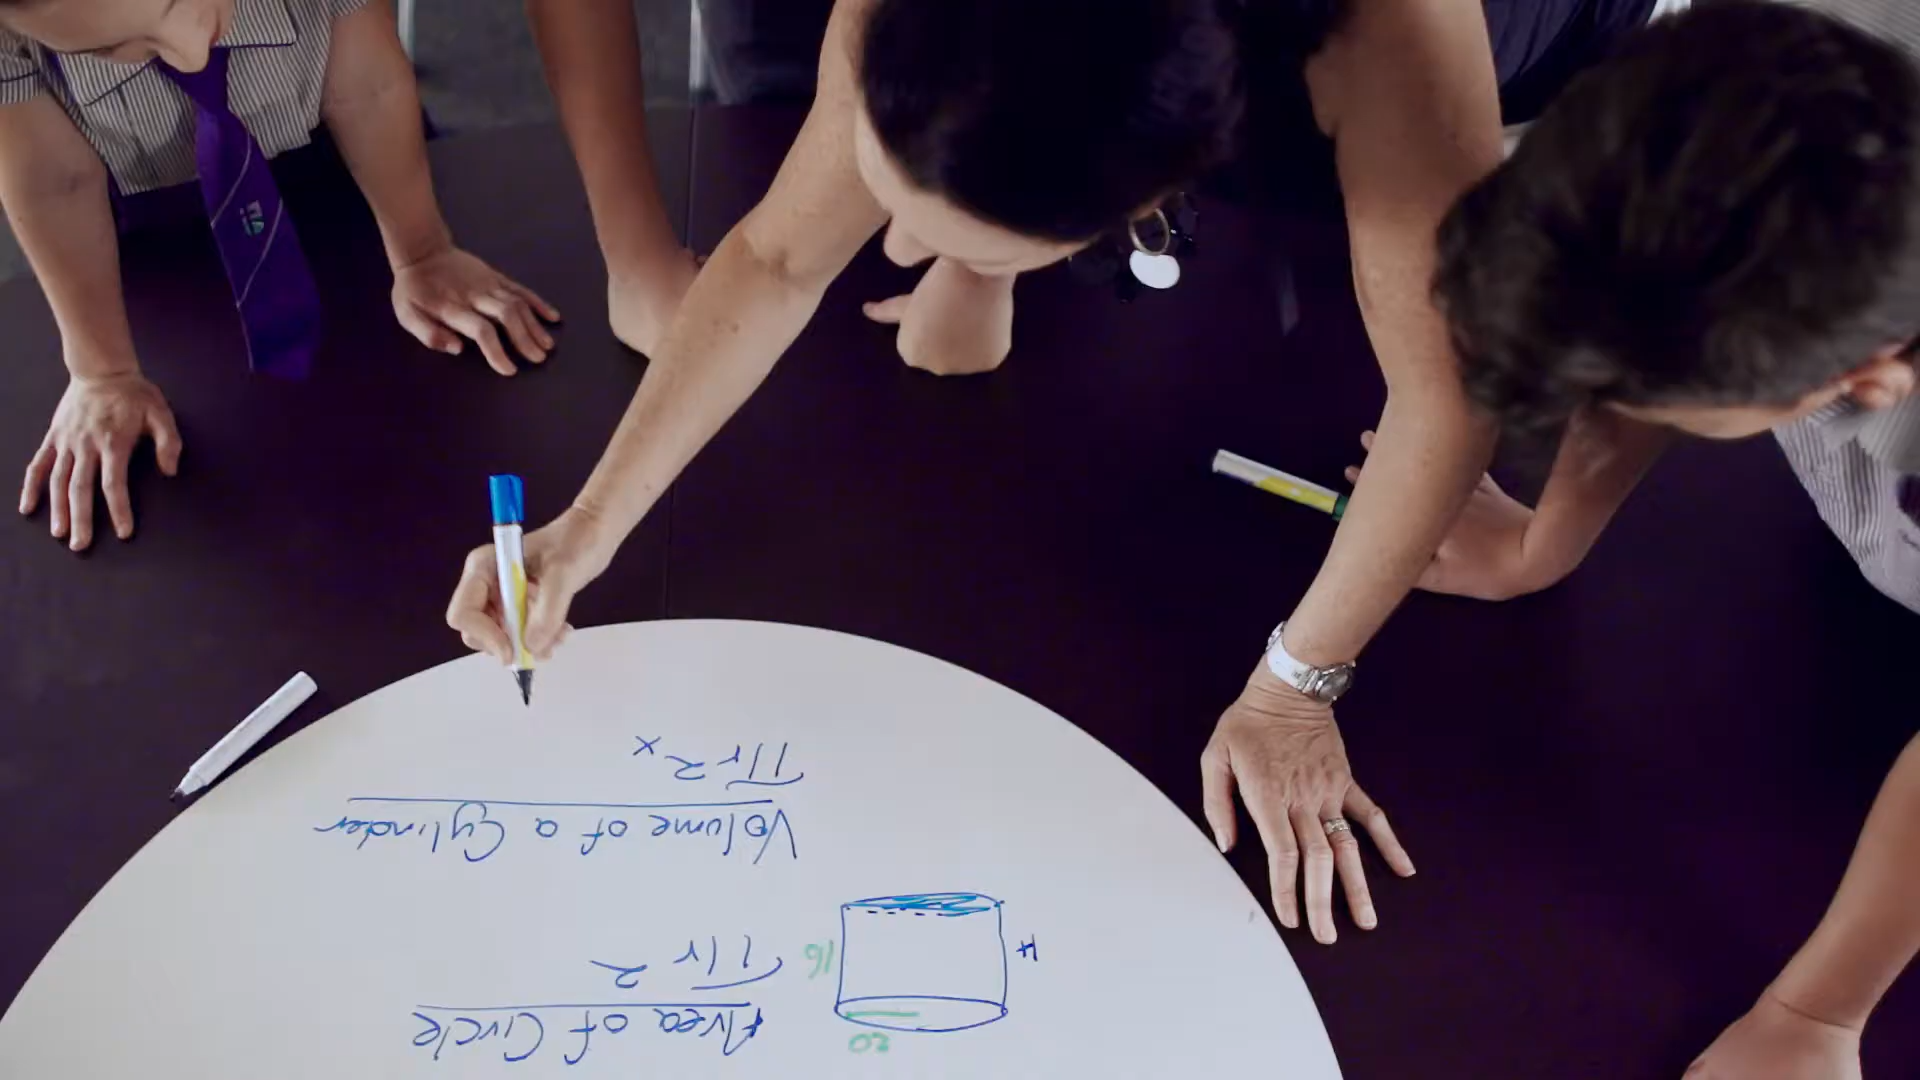 Area of Circle
πr2
20
16
H
Volume of a Cylinder
πr2 x